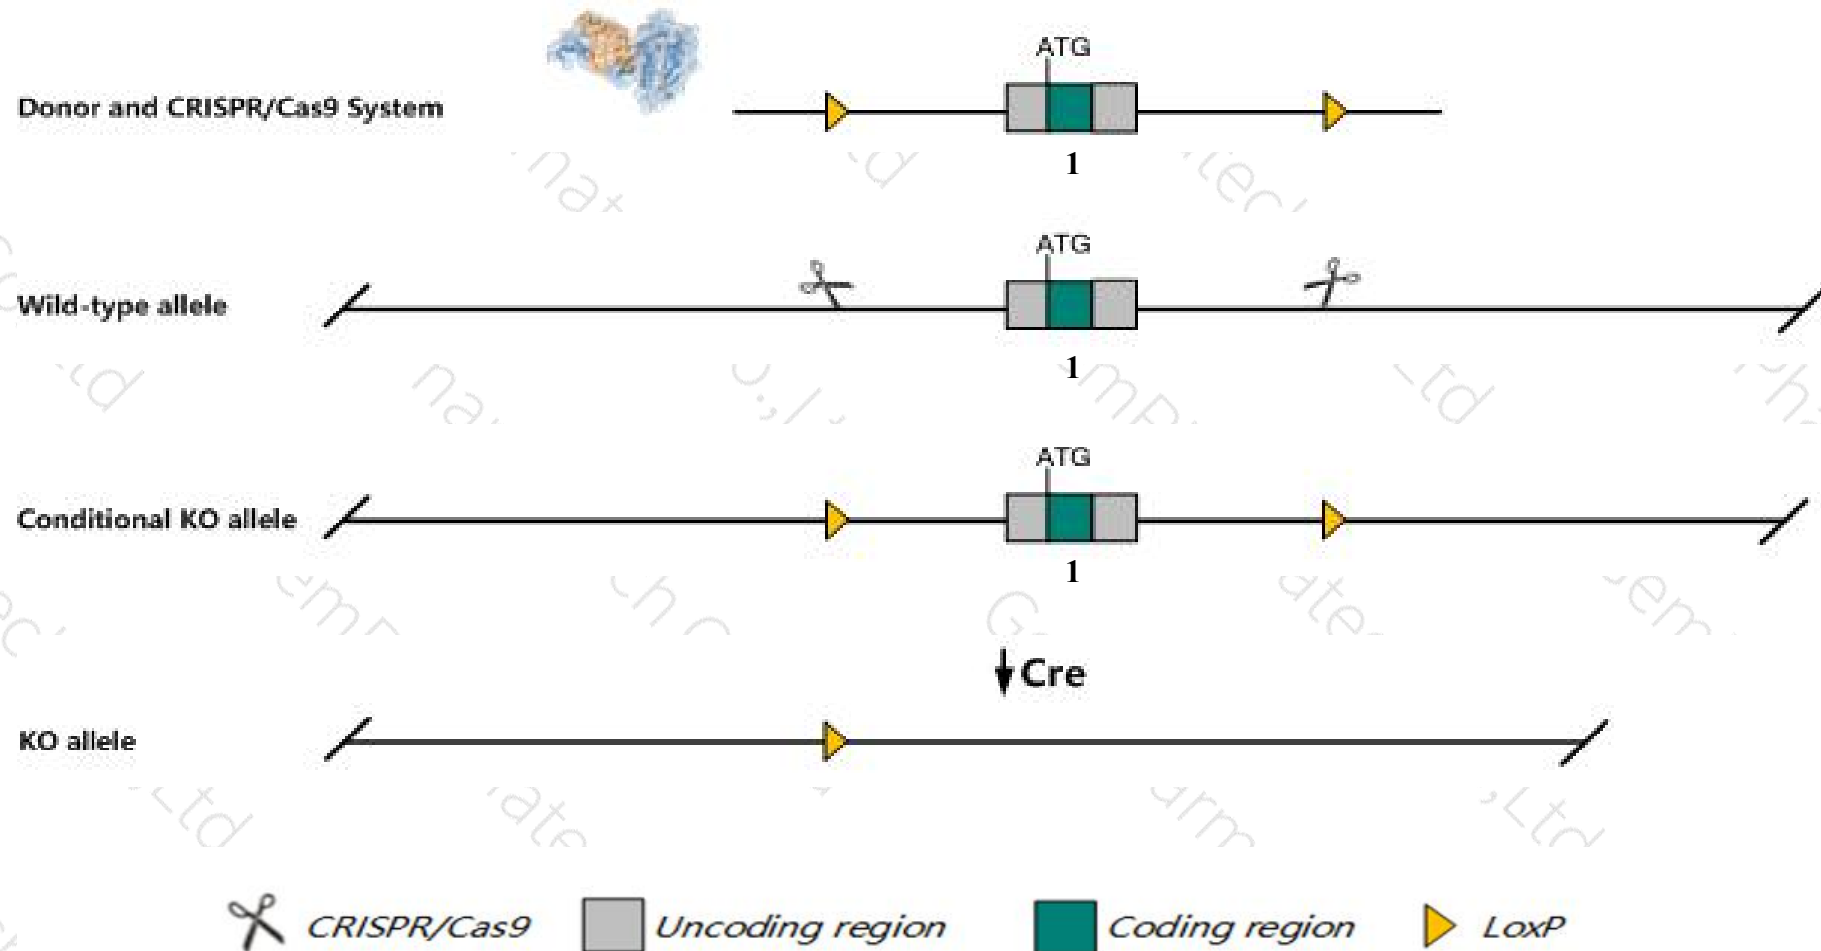 ATG
Donor and CRISPR/Cas9 System
1
ATG
Wild-type allele
1
ATG
Conditional KO allele
1
Cre
KO allele
CRISPR/Cas9 Uncoding region Coding region LoxP